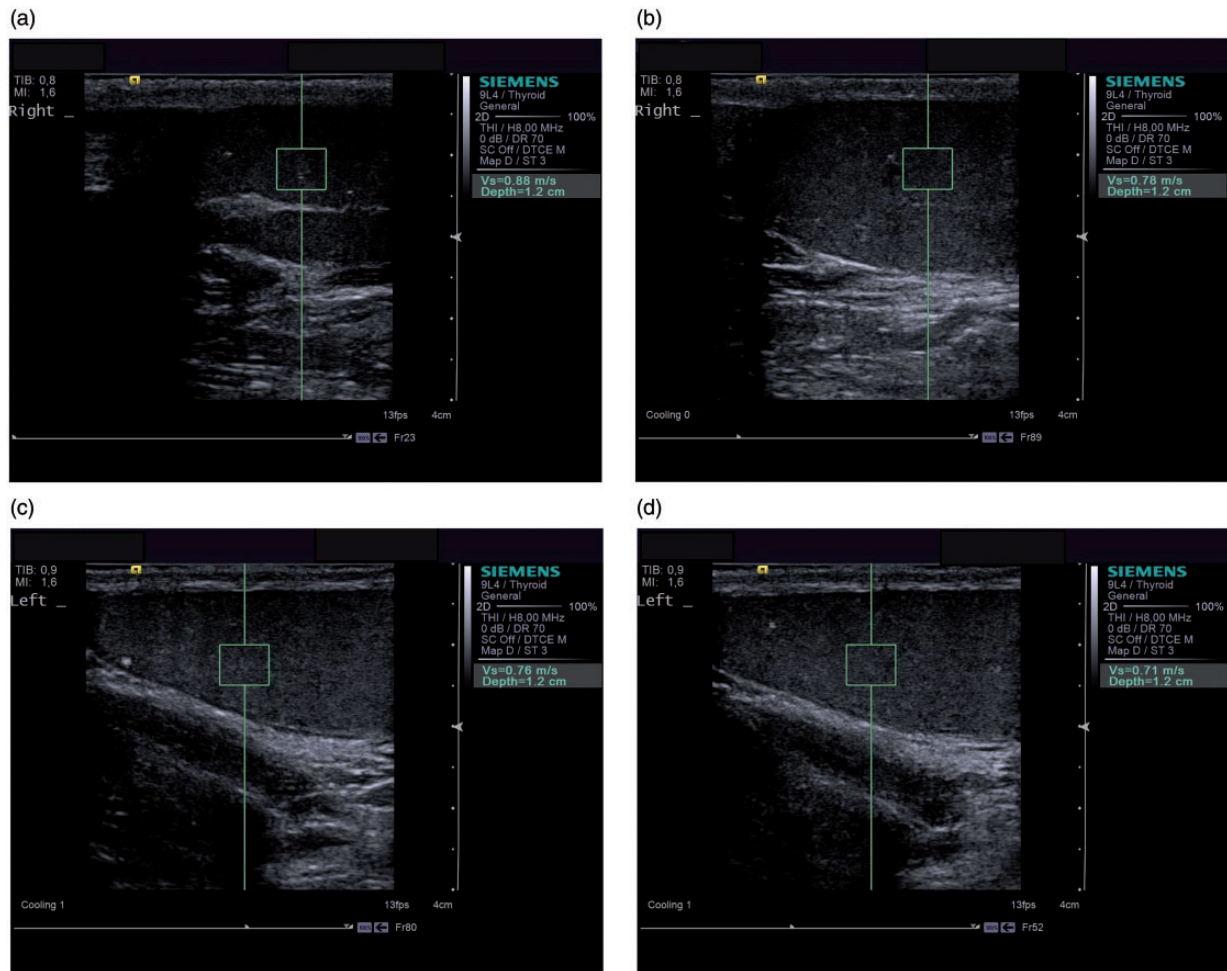 (a)
TIB: 0,8
MI: 1,6
Right _
SIEMENS
9L4 / Thyroid
General
2D 100%
THI / H8,00 MHz
0 dB / DR 70
SC Off / DTCE M
Map D / ST 3
Vs=0.88 m/s
Depth=1.2 cm
13fps 4cm
Fr23
(b)
TIB: 0,8
MI: 1,6
Right _
SIEMENS
9L4 / Thyroid
General
2D 100%
THI / H8,00 MHz
0 dB / DR 70
SC Off / DTCE M
Map D / ST 3
Vs=0.78 m/s
Depth=1.2 cm
Cooling 0 13fps 4cm
Fr89
(c)
TIB: 0,9
MI: 1,6
Left _
SIEMENS
9L4 / Thyroid
General
2D 100%
THI / H8,00 MHz
0 dB / DR 70
SC Off / DTCE M
Map D / ST 3
Vs=0.76 m/s
Depth=1.2 cm
Cooling 1 13fps 4cm
Fr80
(d)
TIB: 0,9
MI: 1,6
Left _
SIEMENS
9L4 / Thyroid
General
2D 100%
THI / H8,00 MHz
0 dB / DR 70
SC Off / DTCE M
Map D / ST 3
Vs=0.71 m/s
Depth=1.2 cm
Cooling 1 13fps 4cm
Fr52